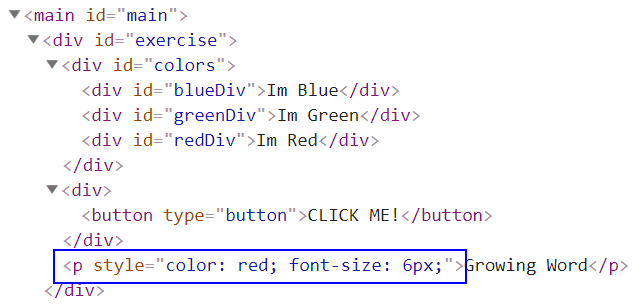 ▼<main id="main">
▼<div id="exercise">
▼<div id="colors">
<div id="blueDiv">Im Blue</div>
<div id="greenDiv">Im Green</div>
<div id="redDiv">Im Red</div>
</div>
▼<div>
<button type="button">CLICK ME!</button>
</div>
<p style="color: red; font-size: 6px;">Growing Word</p>
</div>